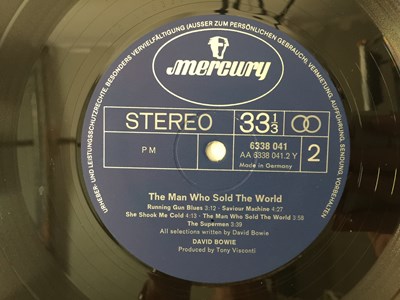 URHEBER- UND LEISTUNGSSCHUTZRECHTE, BESONDERS VERVIELFÄLTIGUNG (AUSSER ZUM PERSÖNLICHEN GEBRAUCH), VERMIETUNG, AUFFÜHRUNG, SENDUNG, VORBEHALTEN
mercury
STEREO 33 1/3
PM
6338 041
AA 6338 041.2 Y
Made in Germany
2
The Man Who Sold The World
Running Gun Blues 3:12 · Saviour Machine 4:27
She Shook Me Cold 4:13 · The Man Who Sold The World 3:58
The Supermen 3:39
All selections written by David Bowie
DAVID BOWIE
Produced by Tony Visconti